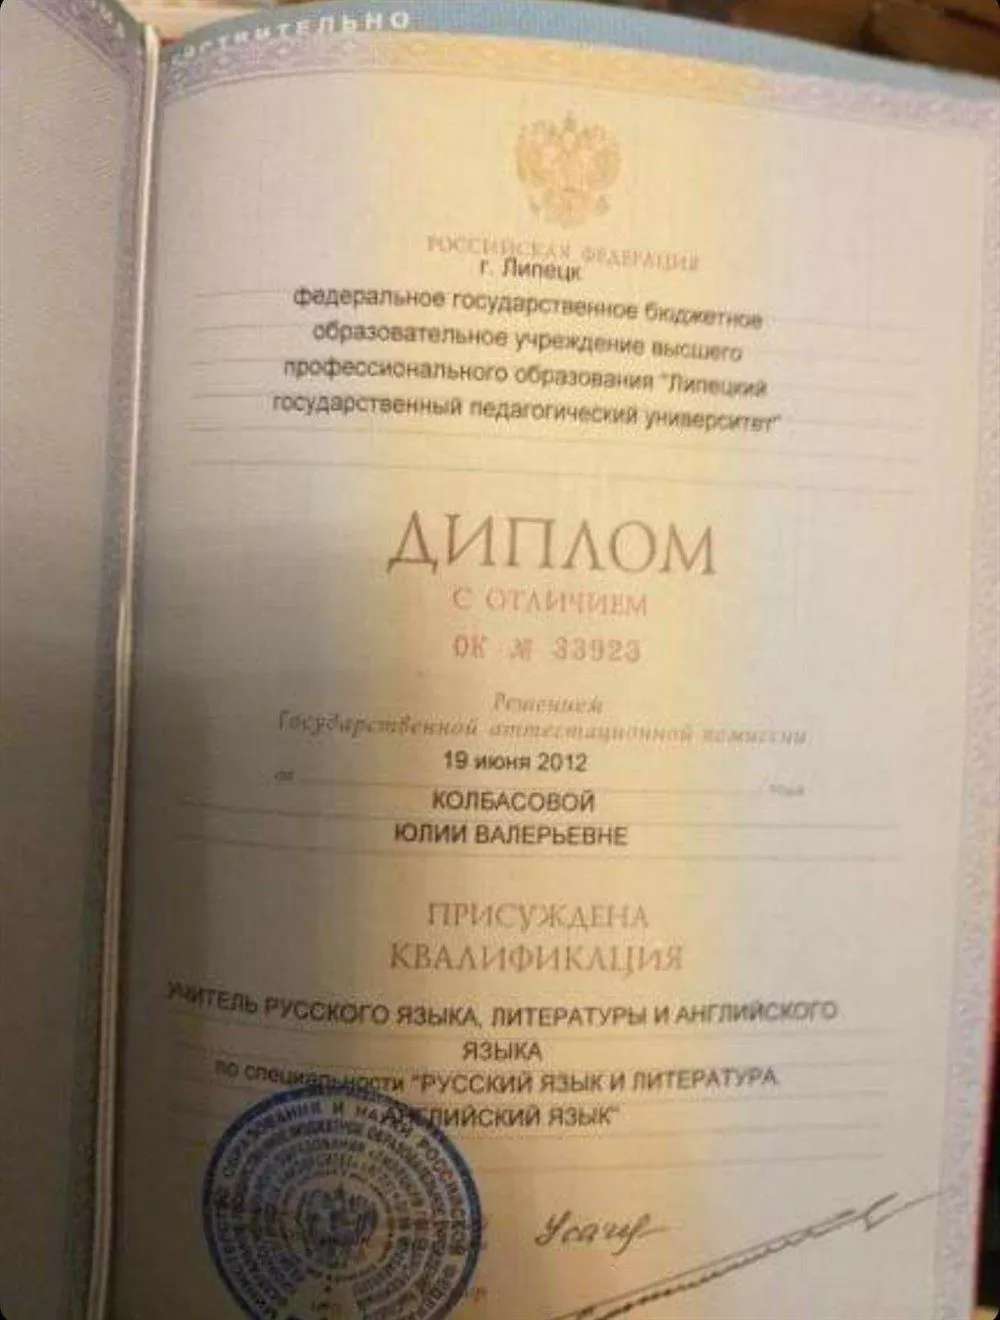 РОССИЙСКАЯ ФЕДЕРАЦИЯ
г. Липецк
федеральное государственное бюджетное
образовательное учреждение высшего
профессионального образования "Липецкий
государственный педагогический университет"
ДИПЛОМ
С ОТЛИЧИЕМ
ОК № 33923
Решением
Государственной аттестационной комиссии
от 19 июня 2012 года
КОЛБАСОВОЙ
ЮЛИИ ВАЛЕРЬЕВНЕ
ПРИСУЖДЕНА
КВАЛИФИКАЦИЯ
УЧИТЕЛЬ РУССКОГО ЯЗЫКА, ЛИТЕРАТУРЫ И АНГЛИЙСКОГО
ЯЗЫКА
по специальности "РУССКИЙ ЯЗЫК И ЛИТЕРАТУРА
АНГЛИЙСКИЙ ЯЗЫК"